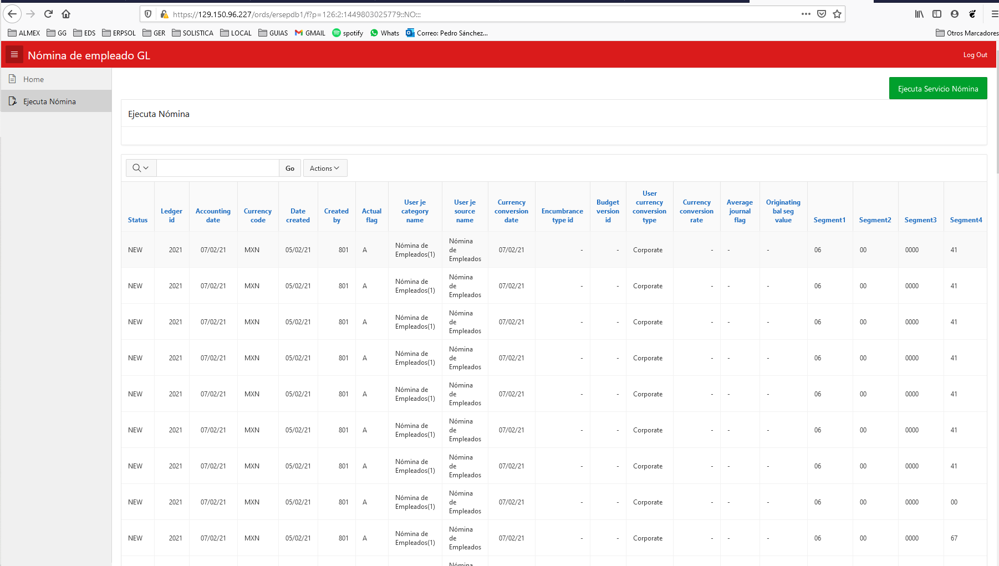 https://129.150.96.227/ords/ersepdb1/f?p=126:2:1449803025779::NO:::
ALMEX GG EDS ERPSOL GER SOLISTICA LOCAL GUIAS GMAIL spotify Whats Correo: Pedro Sánchez... Otros Marcadores
Nómina de empleado GL Log Out
Home
Ejecuta Nómina
Ejecuta Servicio Nómina
Ejecuta Nómina
Go Actions
Status Ledger id Accounting date Currency code Date created Created by Actual flag User je category name User je source name Currency conversion date Encumbrance type id Budget version id User currency conversion type Currency conversion rate Average journal flag Originating bal seg value Segment1 Segment2 Segment3 Segment4
NEW 2021 07/02/21 MXN 05/02/21 801 A Nómina de Empleados(1) Nómina de Empleados 07/02/21 - - Corporate - - - 06 00 0000 41
NEW 2021 07/02/21 MXN 05/02/21 801 A Nómina de Empleados(1) Nómina de Empleados 07/02/21 - - Corporate - - - 06 00 0000 41
NEW 2021 07/02/21 MXN 05/02/21 801 A Nómina de Empleados(1) Nómina de Empleados 07/02/21 - - Corporate - - - 06 00 0000 41
NEW 2021 07/02/21 MXN 05/02/21 801 A Nómina de Empleados(1) Nómina de Empleados 07/02/21 - - Corporate - - - 06 00 0000 41
NEW 2021 07/02/21 MXN 05/02/21 801 A Nómina de Empleados(1) Nómina de Empleados 07/02/21 - - Corporate - - - 06 00 0000 41
NEW 2021 07/02/21 MXN 05/02/21 801 A Nómina de Empleados(1) Nómina de Empleados 07/02/21 - - Corporate - - - 06 00 0000 41
NEW 2021 07/02/21 MXN 05/02/21 801 A Nómina de Empleados(1) Nómina de Empleados 07/02/21 - - Corporate - - - 06 00 0000 41
NEW 2021 07/02/21 MXN 05/02/21 801 A Nómina de Empleados(1) Nómina de Empleados 07/02/21 - - Corporate - - - 06 00 0000 00
NEW 2021 07/02/21 MXN 05/02/21 801 A Nómina de Empleados(1) Nómina de Empleados 07/02/21 - - Corporate - - - 06 00 0000 67
Nómina